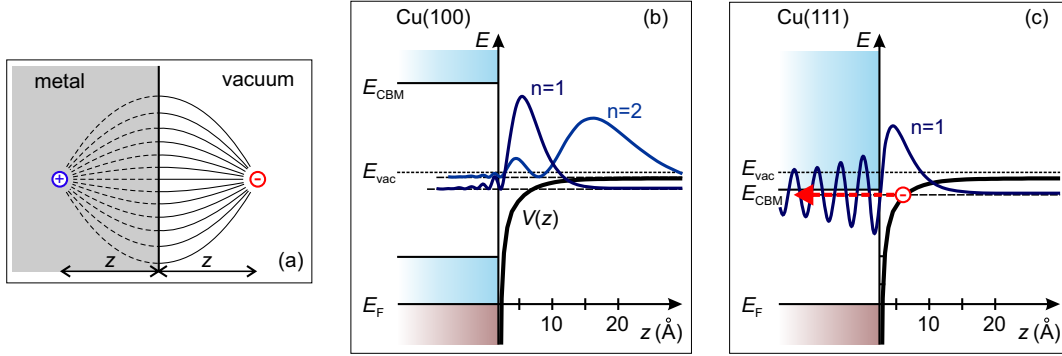 metal
vacuum
+
-
z
z
(a)
Cu(100)
E
(b)
E_CBM
n=1
n=2
E_vac
V(z)
E_F
10
20
z (Å)
Cu(111)
E
(c)
n=1
E_vac
E_CBM
-
E_F
10
20
z (Å)